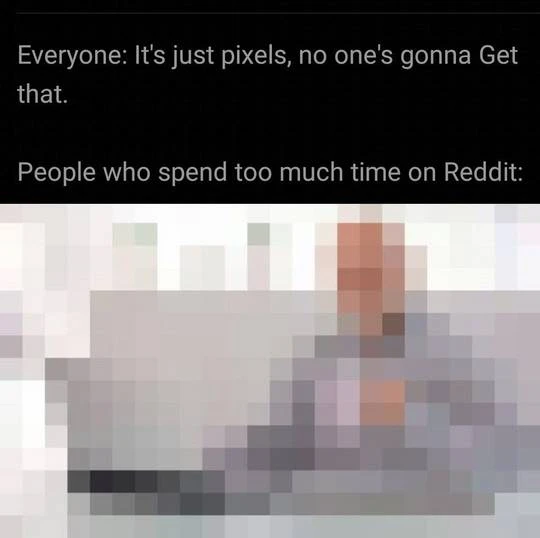 Everyone: It's just pixels, no one's gonna Get
that.
People who spend too much time on Reddit: